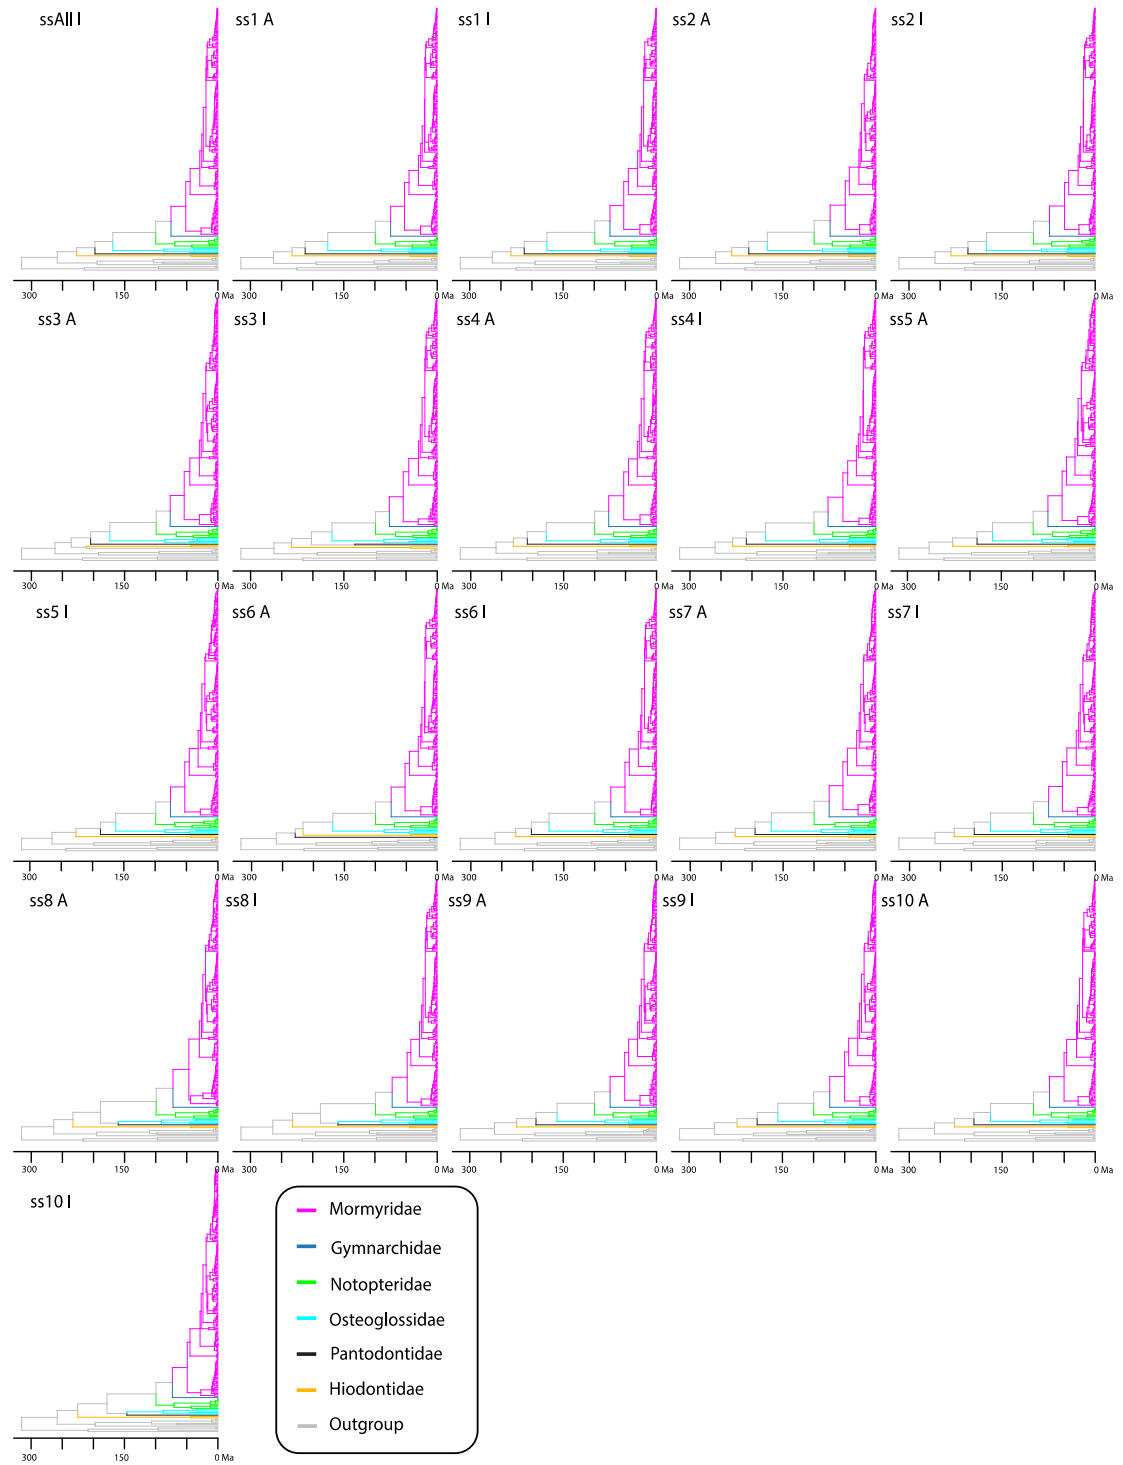 ssAll I ss1 A ss1 I ss2 A ss2 I
300 150 0 Ma 300 150 0 Ma 300 150 0 Ma 300 150 0 Ma 300 150 0 Ma
ss3 A ss3 I ss4 A ss4 I ss5 A
300 150 0 Ma 300 150 0 Ma 300 150 0 Ma 300 150 0 Ma 300 150 0 Ma
ss5 I ss6 A ss6 I ss7 A ss7 I
300 150 0 Ma 300 150 0 Ma 300 150 0 Ma 300 150 0 Ma 300 150 0 Ma
ss8 A ss8 I ss9 A ss9 I ss10 A
300 150 0 Ma 300 150 0 Ma 300 150 0 Ma 300 150 0 Ma 300 150 0 Ma
ss10 I
300 150 0 Ma
Mormyridae
Gymnarchidae
Notopteridae
Osteoglossidae
Pantodontidae
Hiodontidae
Outgroup